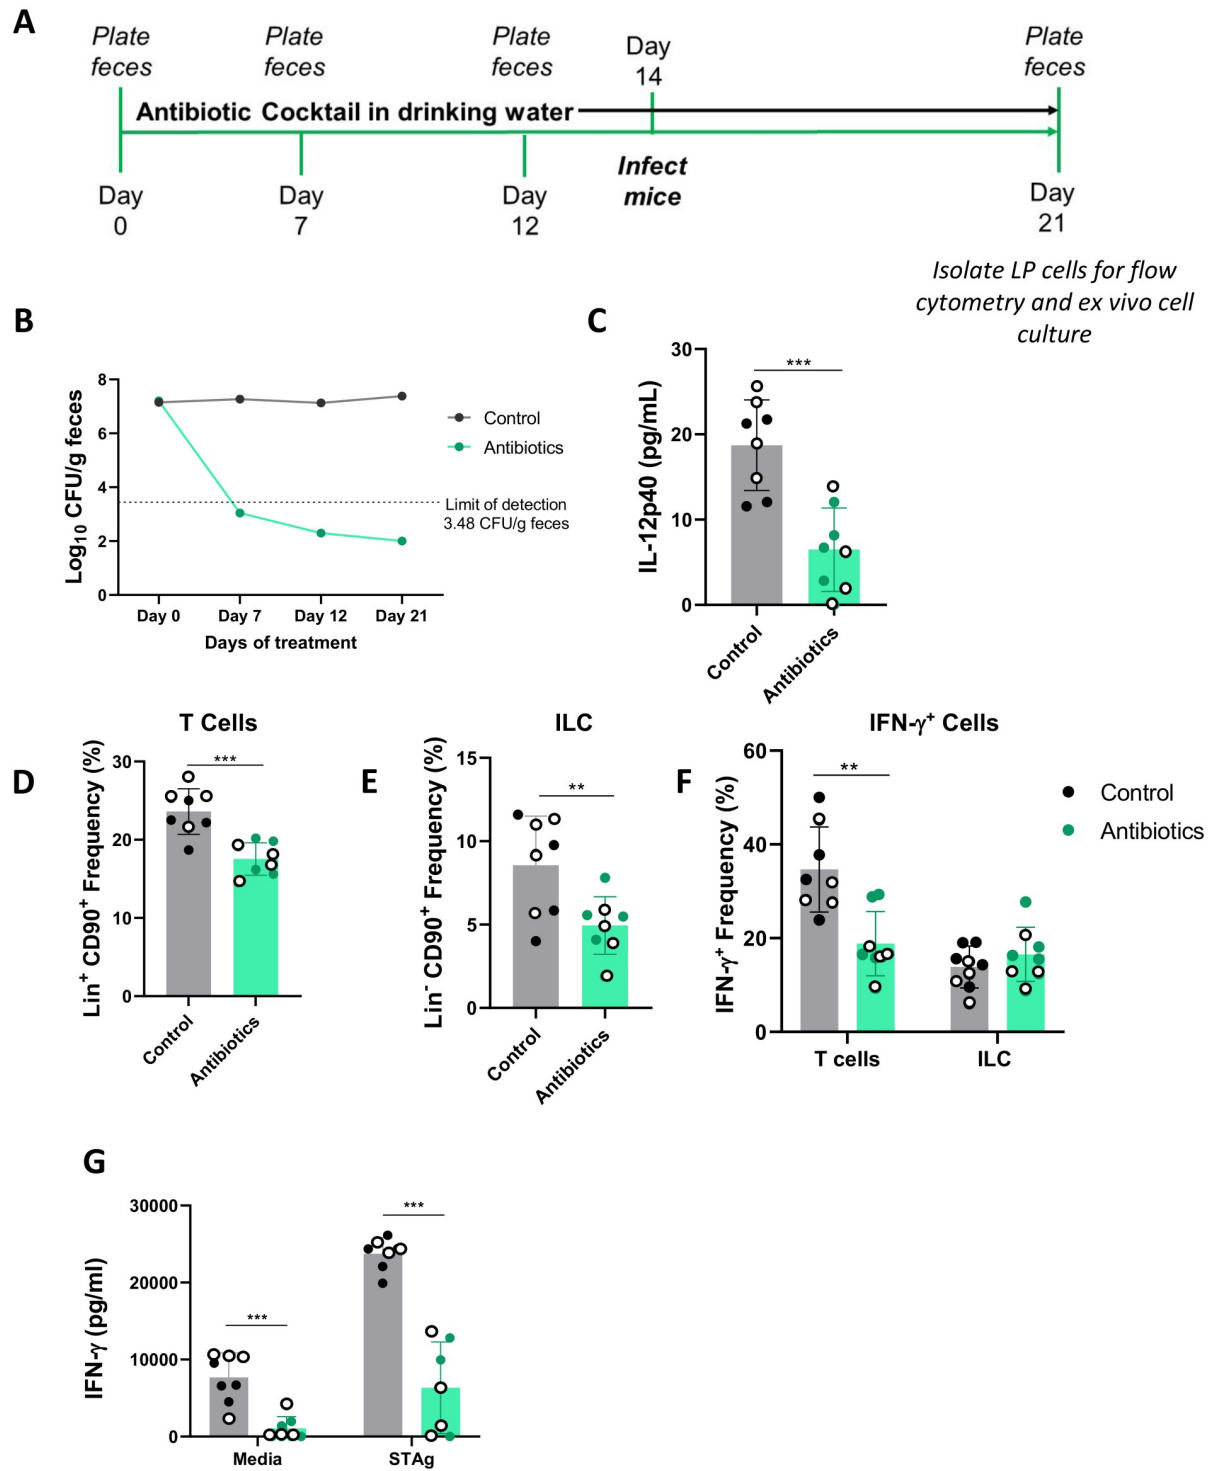 A
Plate feces
Plate feces
Plate feces
Day 14
Plate feces
Antibiotic Cocktail in drinking water
Day 0
Day 7
Day 12
Infect mice
Day 21
Isolate LP cells for flow
cytometry and ex vivo cell
culture
B
Log10 CFU/g feces
8
6
4
2
0
Control
Antibiotics
Limit of detection
3.48 CFU/g feces
Day 0 Day 7 Day 12 Day 21
Days of treatment
C
IL-12p40 (pg/mL)
30
20
10
0
***
Control
Antibiotics
D
T Cells
Lin+ CD90+ Frequency (%)
30
20
10
0
***
Control
Antibiotics
E
ILC
Lin- CD90+ Frequency (%)
15
10
5
0
**
Control
Antibiotics
F
IFN-γ+ Cells
IFN-γ+ Frequency (%)
60
40
20
0
**
T cells ILC
Control
Antibiotics
G
IFN-γ (pg/ml)
30000
20000
10000
0
***
***
Media STAg